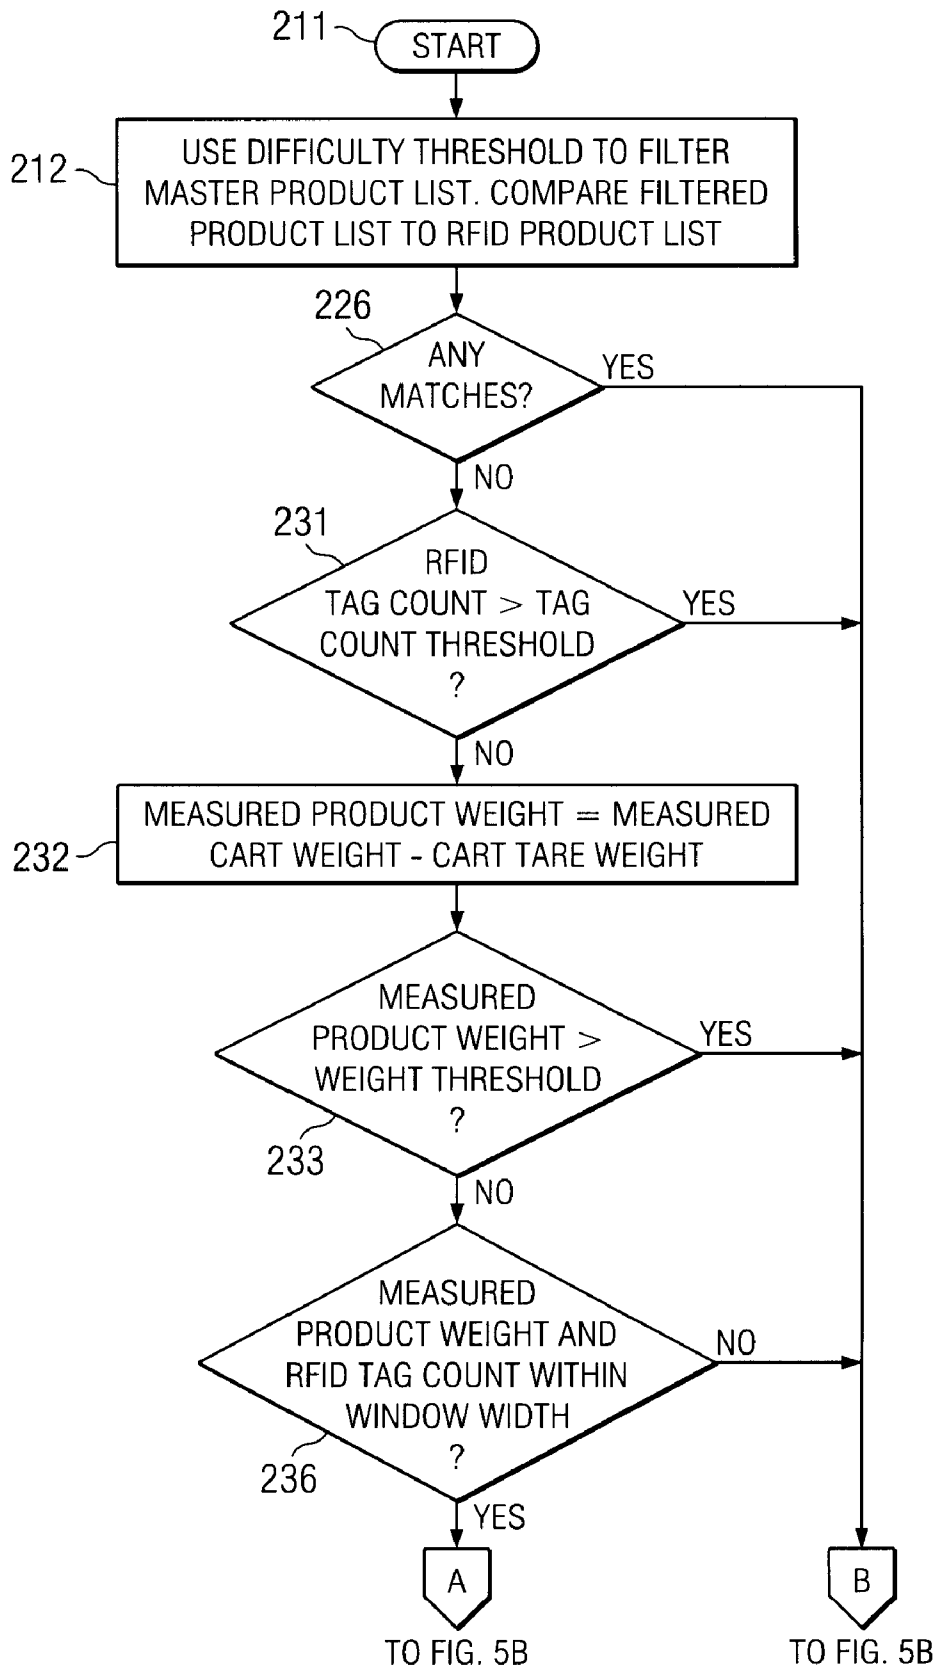 211
START
212
USE DIFFICULTY THRESHOLD TO FILTER
MASTER PRODUCT LIST. COMPARE FILTERED
PRODUCT LIST TO RFID PRODUCT LIST
226
ANY
MATCHES?
YES
NO
231
RFID
TAG COUNT > TAG
COUNT THRESHOLD
?
YES
NO
232
MEASURED PRODUCT WEIGHT = MEASURED
CART WEIGHT - CART TARE WEIGHT
MEASURED
PRODUCT WEIGHT >
WEIGHT THRESHOLD
?
YES
233
NO
MEASURED
PRODUCT WEIGHT AND
RFID TAG COUNT WITHIN
WINDOW WIDTH
?
NO
236
YES
A
B
TO FIG. 5B
TO FIG. 5B